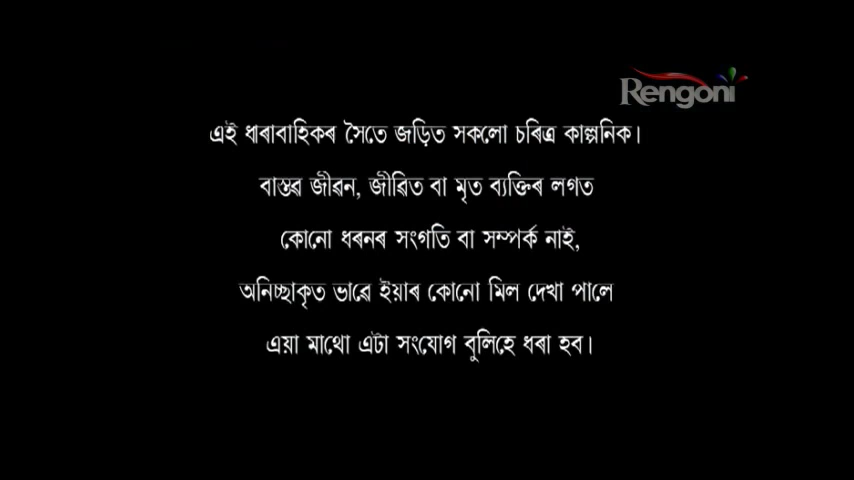 Rengoni
এই ধাৰাবাহিকৰ সৈতে জড়িত সকলো চৰিত্ৰ কাল্পনিক।
বাস্তৱ জীৱন, জীৱিত বা মৃত ব্যক্তিৰ লগত
কোনো ধৰনৰ সংগতি বা সম্পৰ্ক নাই,
অনিচ্ছাকৃত ভাৱে ইয়াৰ কোনো মিল দেখা পালে
এয়া মাথো এটা সংযোগ বুলিহে ধৰা হব।